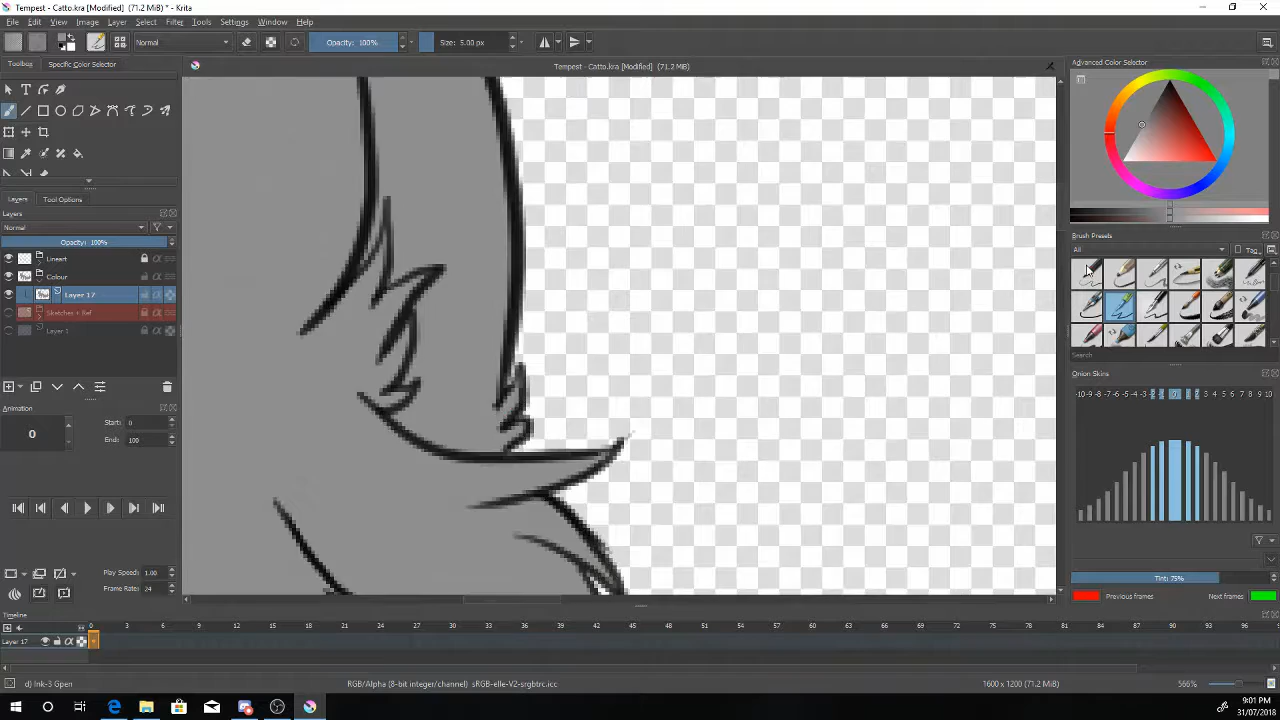 Tempest - Catto.kra [Modified] (71.2 MiB) * - Krita
File Edit View Image Layer Select Filter Tools Settings Window Help
Normal
Opacity: 100%
Size: 5.00 px
Toolbox
Specific Color Selector
Tempest - Catto.kra [Modified] (71.2 MiB)
Advanced Color Selector
Layers
Tool Options
Layers
Normal
Opacity: 100%
Lineart
Colour
Layer 17
Sketches + Ref
Layer 1
Animation
0
Start: 0
End: 100
Play Speed: 1.00
Frame Rate: 24
Brush Presets
All
Tag
Search
Onion Skins
-10 -9 -8 -7 -6 -5 -4 -3 -2 -1 0 1 2 3 4 5 6 7 8 9 10
Tint: 75%
Previous frames
Next frames
Timeline
0 3 6 9 12 15 18 21 24 27 30 33 36 39 42 45 48 51 54 57 60 63 66 69 72 75 78 81 84 87 90 93 96
Layer 17
d) Ink-3 Gpen
RGB/Alpha (8-bit integer/channel) sRGB-elle-V2-srgbtrc.icc
1600 x 1200 (71.2 MiB)
566%
9:01 PM
31/07/2018